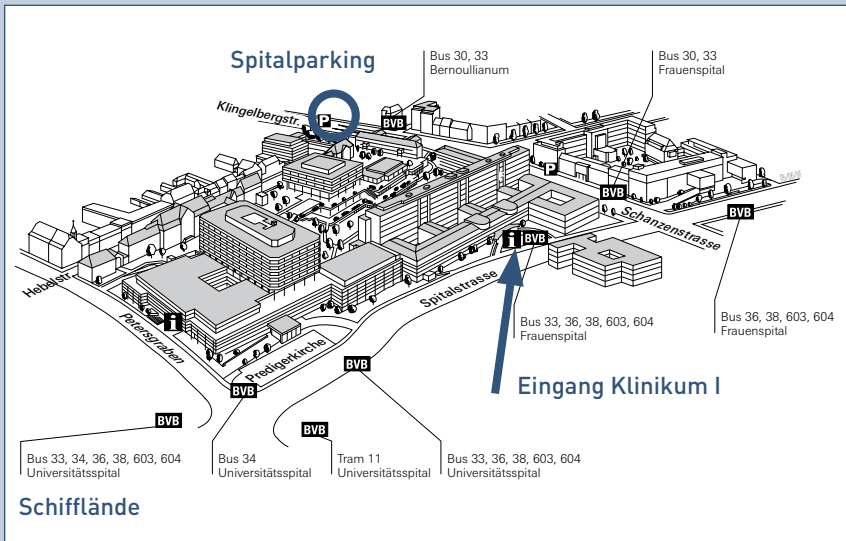 Spitalparking
Bus 30, 33
Bernoullianum
Bus 30, 33
Frauenspital
Klingelbergstr.
P
BVB
P
BVB
BVB
Schanzenstrasse
i
BVB
Hebelstr.
Spitalstrasse
Petersgraben
i
Predigerkirche
Bus 33, 36, 38, 603, 604
Frauenspital
Bus 36, 38, 603, 604
Frauenspital
BVB
BVB
Eingang Klinikum I
BVB
BVB
Bus 33, 34, 36, 38, 603, 604
Universitätsspital
Bus 34
Universitätsspital
Tram 11
Universitätsspital
Bus 33, 36, 38, 603, 604
Universitätsspital
Schifflände